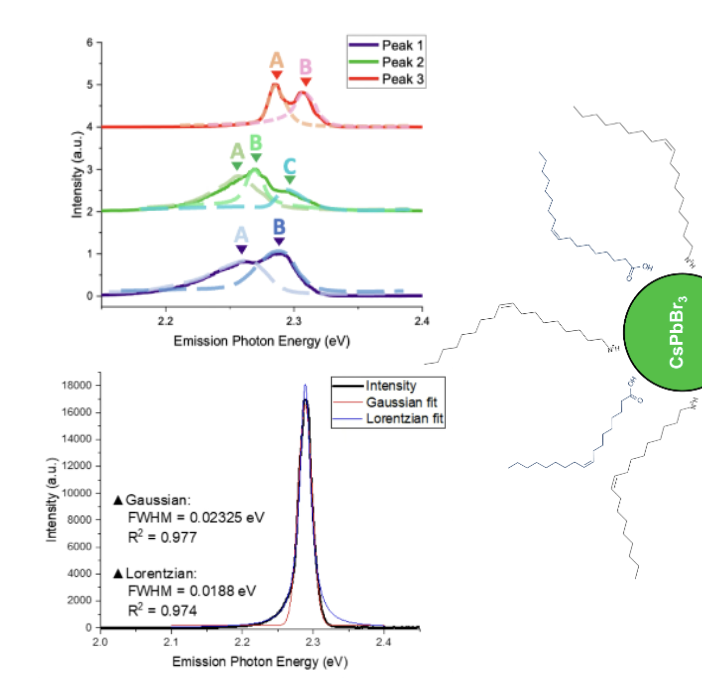 Peak 1
Peak 2
Peak 3
6
5
4
3
2
1
0
Intensity (a.u.)
A
B
A
B
C
A
B
2.2
2.3
2.4
Emission Photon Energy (eV)
18000
16000
14000
12000
10000
8000
6000
4000
2000
0
Intensity (a.u.)
Intensity
Gaussian fit
Lorentzian fit
▲Gaussian:
FWHM = 0.02325 eV
R² = 0.977
▲Lorentzian:
FWHM = 0.0188 eV
R² = 0.974
2.0
2.1
2.2
2.3
2.4
Emission Photon Energy (eV)
OH
O
OH
O
CsPbBr₃